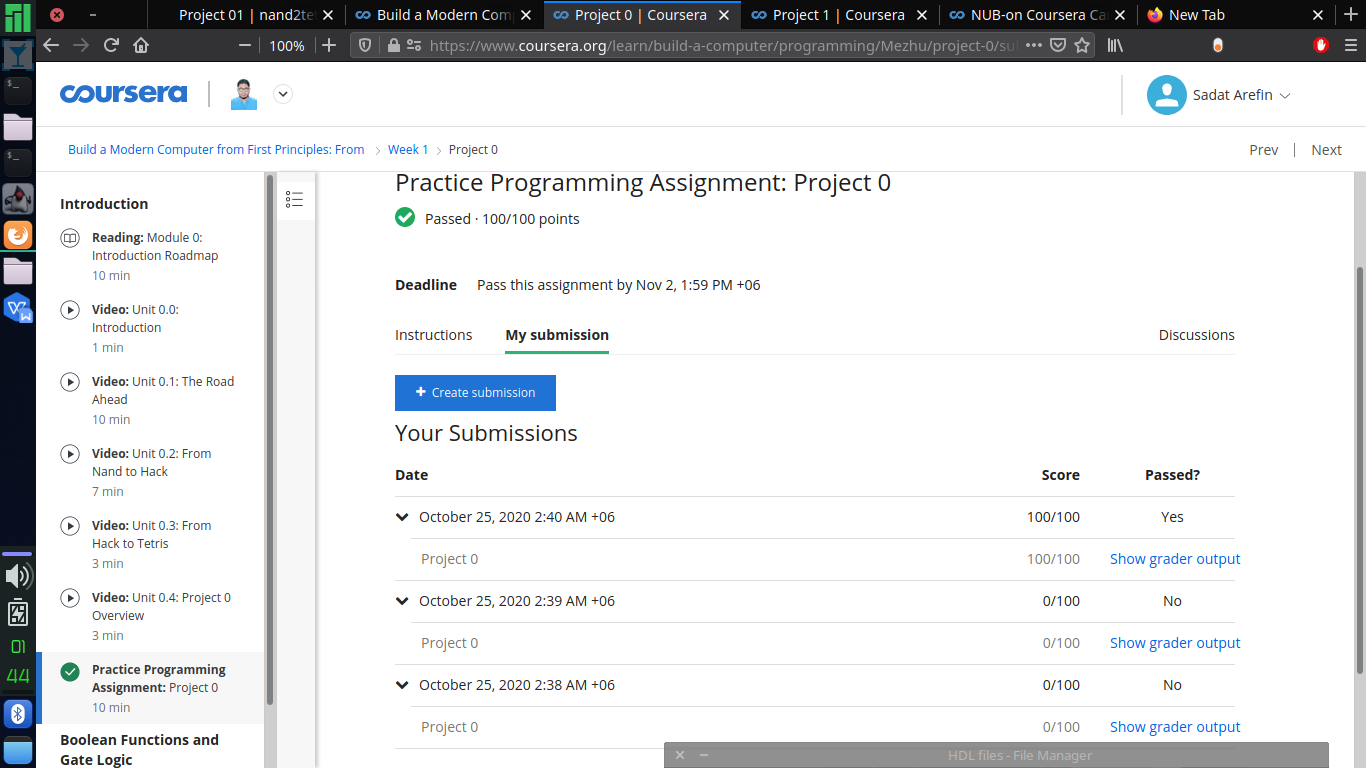 Project 01 | nand2te
Build a Modern Com
Project 0 | Coursera
Project 1 | Coursera
NUB-on Coursera Ca
New Tab
100%
https://www.coursera.org/learn/build-a-computer/programming/Mezhu/project-0/su
coursera
Sadat Arefin
Build a Modern Computer from First Principles: From
Week 1
Project 0
Prev | Next
Introduction
Reading: Module 0:
Introduction Roadmap
10 min
Video: Unit 0.0:
Introduction
1 min
Video: Unit 0.1: The Road
Ahead
10 min
Video: Unit 0.2: From
Nand to Hack
7 min
Video: Unit 0.3: From
Hack to Tetris
3 min
Video: Unit 0.4: Project 0
Overview
3 min
Practice Programming
Assignment: Project 0
10 min
Boolean Functions and
Gate Logic
Practice Programming Assignment: Project 0
Passed · 100/100 points
Deadline Pass this assignment by Nov 2, 1:59 PM +06
Instructions My submission Discussions
+ Create submission
Your Submissions
Date Score Passed?
October 25, 2020 2:40 AM +06 100/100 Yes
Project 0 100/100 Show grader output
October 25, 2020 2:39 AM +06 0/100 No
Project 0 0/100 Show grader output
October 25, 2020 2:38 AM +06 0/100 No
Project 0 0/100 Show grader output
HDL files - File Manager
01
44